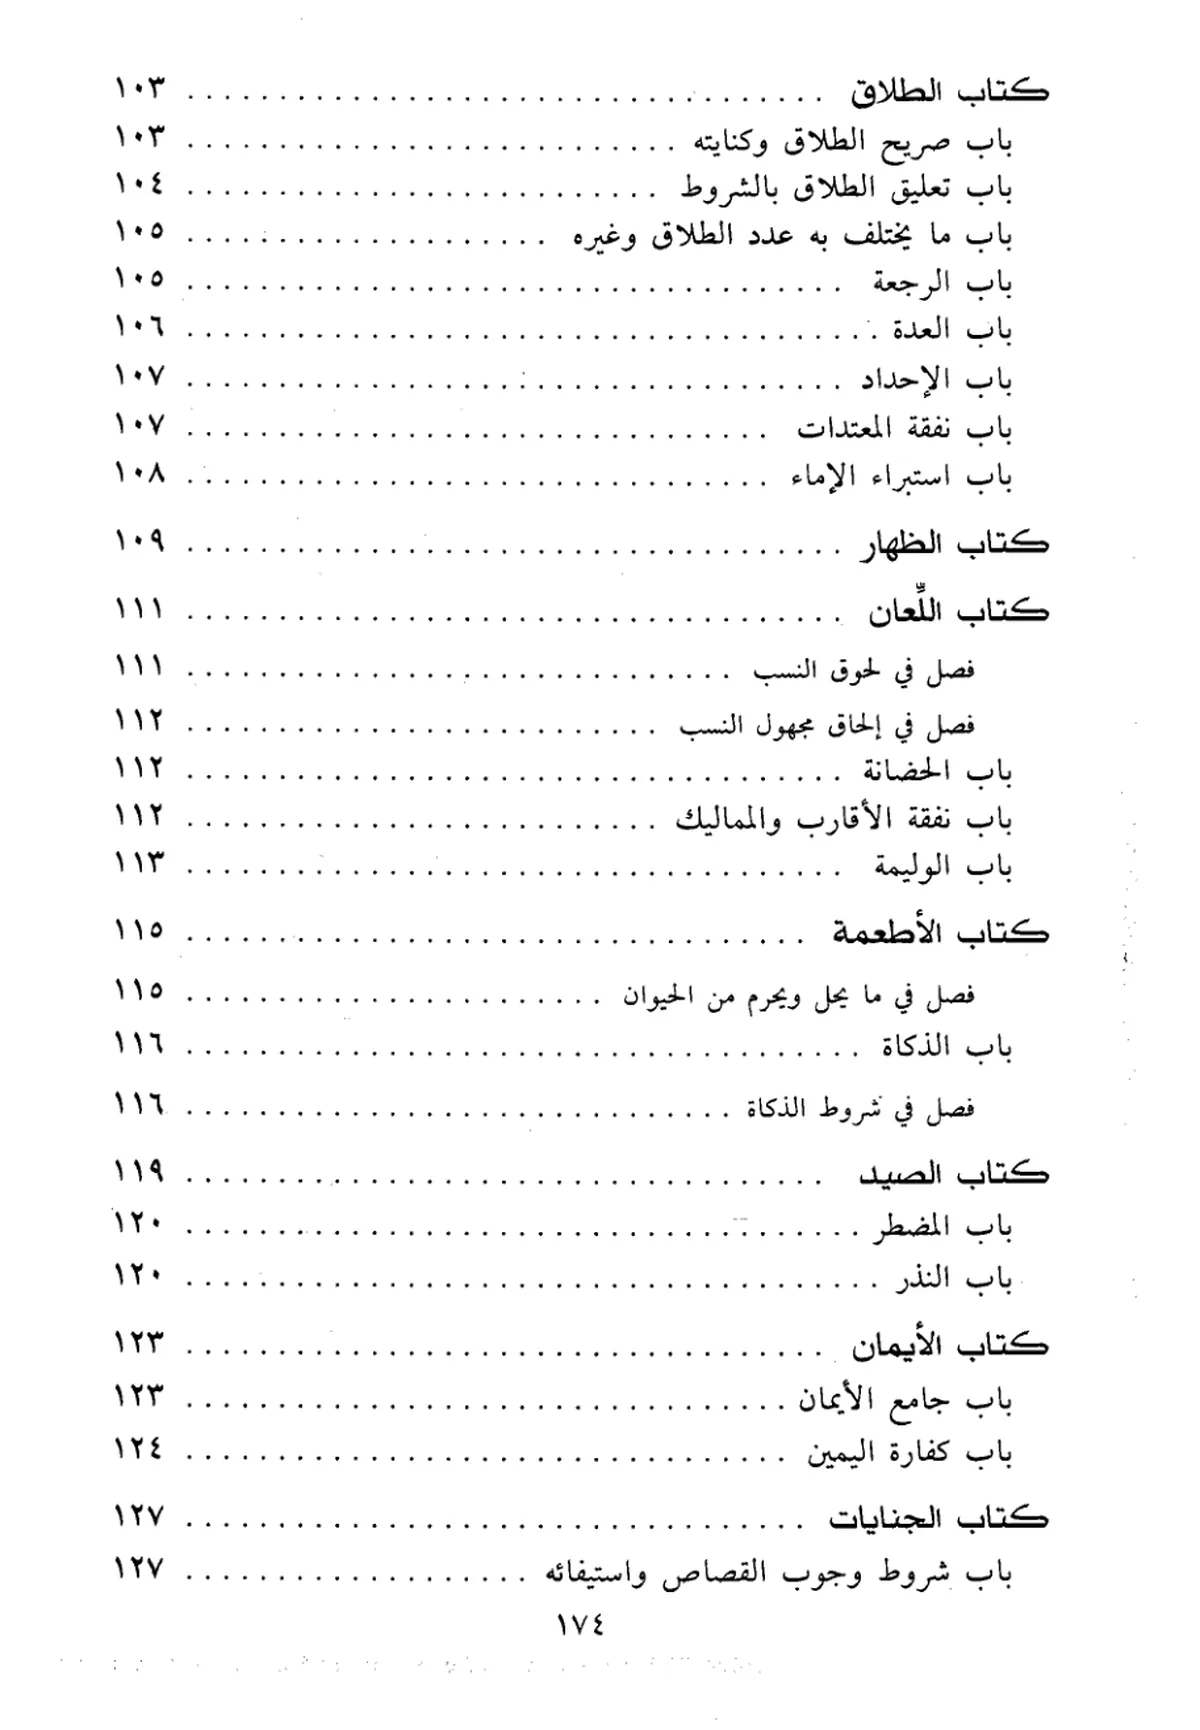 كتاب الطلاق . . . . . . . . . . . . . . . . . . . . ١٠٣
باب صريح الطلاق وكنايته . . . . . . . . . . . . . . . . . . . . ١٠٣
باب تعليق الطلاق بالشروط . . . . . . . . . . . . . . . . . . . . ١٠٤
باب ما يختلف به عدد الطلاق وغيره . . . . . . . . . . . . . . . . . . . . ١٠٥
باب الرجعة . . . . . . . . . . . . . . . . . . . . ١٠٥
باب العدة . . . . . . . . . . . . . . . . . . . . ١٠٦
باب الإحداد . . . . . . . . . . . . . . . . . . . . ١٠٧
باب نفقة المعتدات . . . . . . . . . . . . . . . . . . . . ١٠٧
باب استبراء الإماء . . . . . . . . . . . . . . . . . . . . ١٠٨
كتاب الظهار . . . . . . . . . . . . . . . . . . . . ١٠٩
كتاب اللِّعان . . . . . . . . . . . . . . . . . . . . ١١١
فصل في لحوق النسب . . . . . . . . . . . . . . . . . . . . ١١١
فصل في إلحاق مجهول النسب . . . . . . . . . . . . . . . . . . . . ١١٢
باب الحضانة . . . . . . . . . . . . . . . . . . . . ١١٢
باب نفقة الأقارب والمماليك . . . . . . . . . . . . . . . . . . . . ١١٢
باب الوليمة . . . . . . . . . . . . . . . . . . . . ١١٣
كتاب الأطعمة . . . . . . . . . . . . . . . . . . . . ١١٥
فصل في ما يحل ويحرم من الحيوان . . . . . . . . . . . . . . . . . . . . ١١٥
باب الذكاة . . . . . . . . . . . . . . . . . . . . ١١٦
فصل في شروط الذكاة . . . . . . . . . . . . . . . . . . . . ١١٦
كتاب الصيد . . . . . . . . . . . . . . . . . . . . ١١٩
باب المضطر . . . . . . . . . . . . . . . . . . . . ١٢٠
باب النذر . . . . . . . . . . . . . . . . . . . . ١٢٠
كتاب الأيمان . . . . . . . . . . . . . . . . . . . . ١٢٣
باب جامع الأيمان . . . . . . . . . . . . . . . . . . . . ١٢٣
باب كفارة اليمين . . . . . . . . . . . . . . . . . . . . ١٢٤
كتاب الجنايات . . . . . . . . . . . . . . . . . . . . ١٢٧
باب شروط وجوب القصاص واستيفائه . . . . . . . . . . . . . . . . . . . ١٢٧
١٧٤